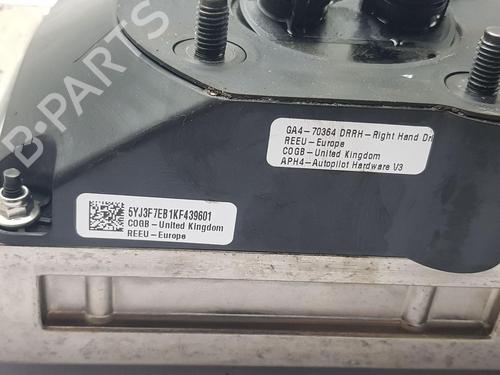 B-PARTS
GA4-70364 DRRH-Right Hand Dr
REEU-Europe
COGB-United Kingdom
APH4-Autopilot Hardware V3
5YJ3F7EB1KF439601
COGB-United Kingdom
REEU-Europe